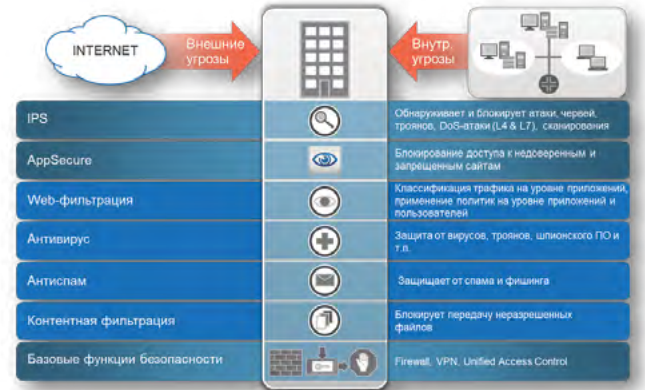 INTERNET
Внешние
угрозы
Внутр.
угрозы
IPS
Обнаруживает и блокирует атаки, червей,
троянов, DoS-атаки (L4 & L7), сканирования
AppSecure
Блокирование доступа к недоверенным и
запрещенным сайтам
Web-фильтрация
Классификация трафика на уровне приложений,
применение политик на уровне приложений и
пользователей
Антивирус
Защита от вирусов, троянов, шпионского ПО и
т.п.
Антиспам
Защищает от спама и фишинга
Контентная фильтрация
Блокирует передачу неразрешенных
файлов
Базовые функции безопасности
Firewall, VPN, Unified Access Control